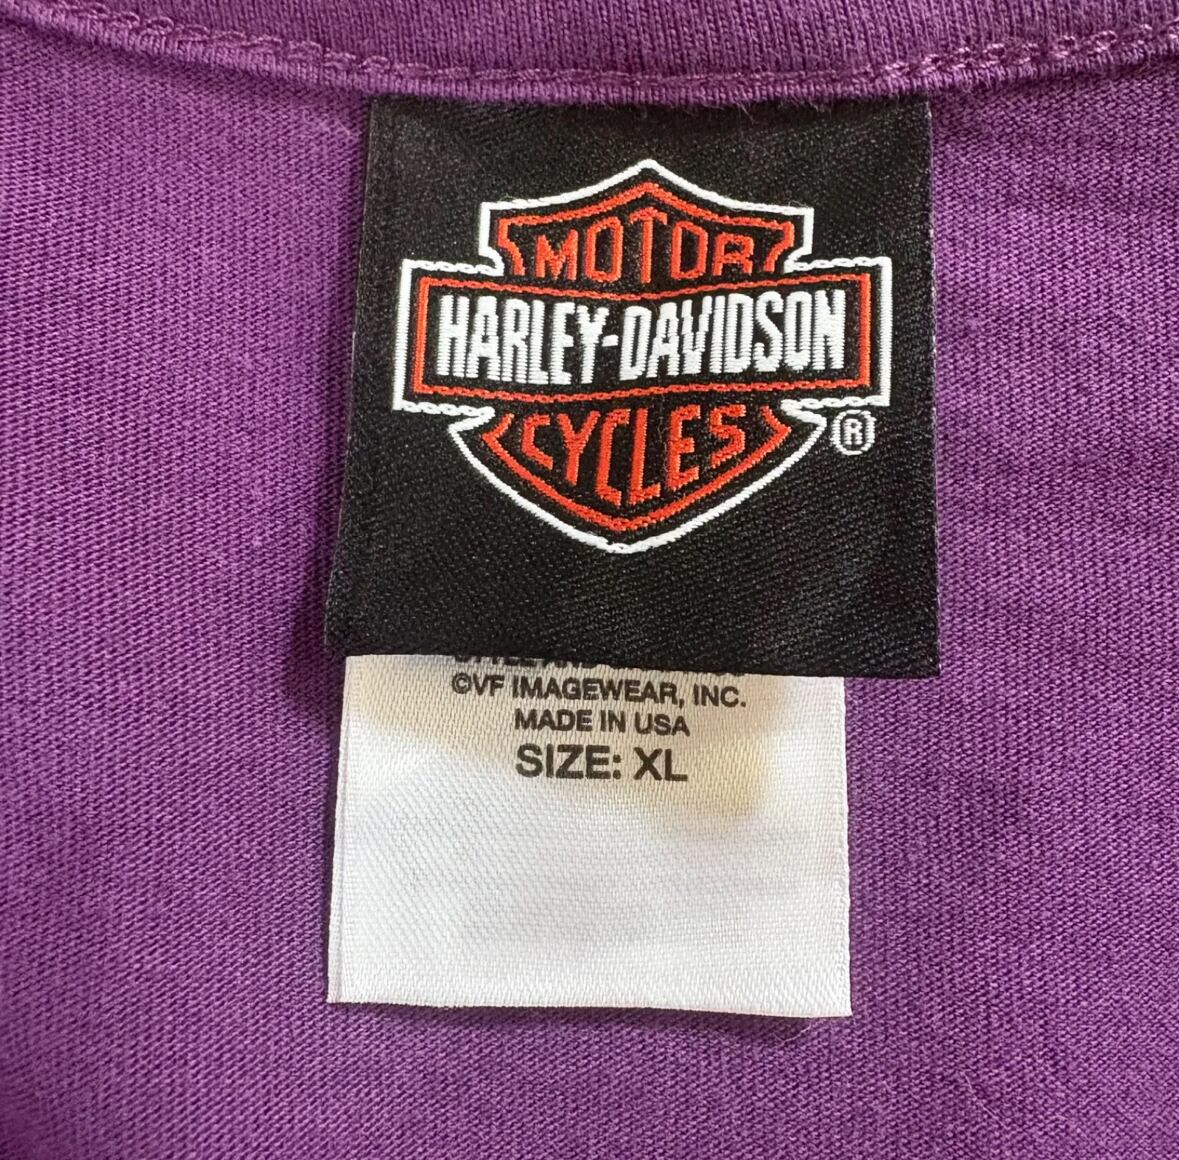 MOTOR
HARLEY-DAVIDSON
CYCLES
®
©VF IMAGEWEAR, INC.
MADE IN USA
SIZE: XL